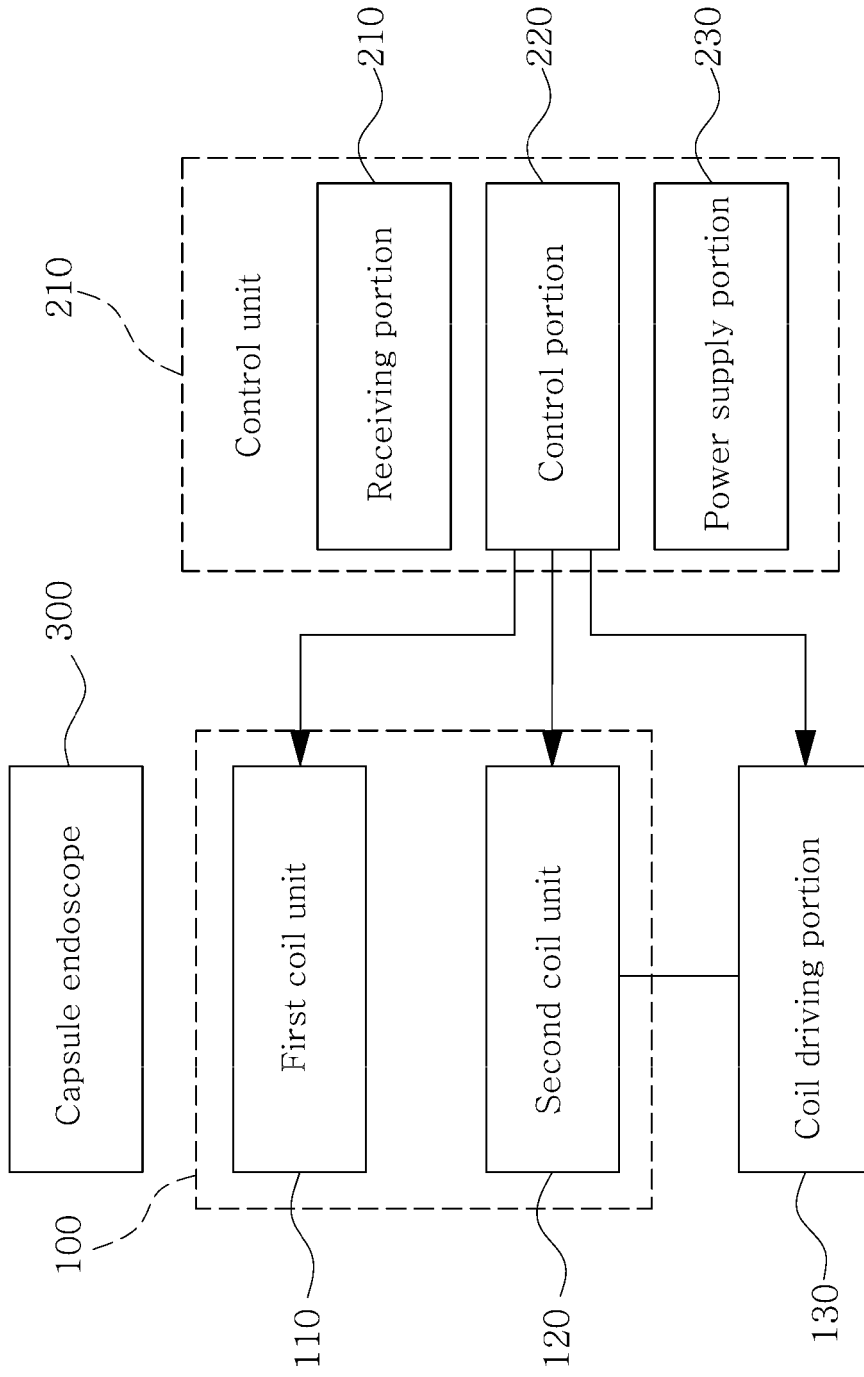 300
Capsule endoscope
210
Control unit
100
110
First coil unit
Receiving portion
210
120
Second coil unit
Control portion
220
130
Coil driving portion
Power supply portion
230